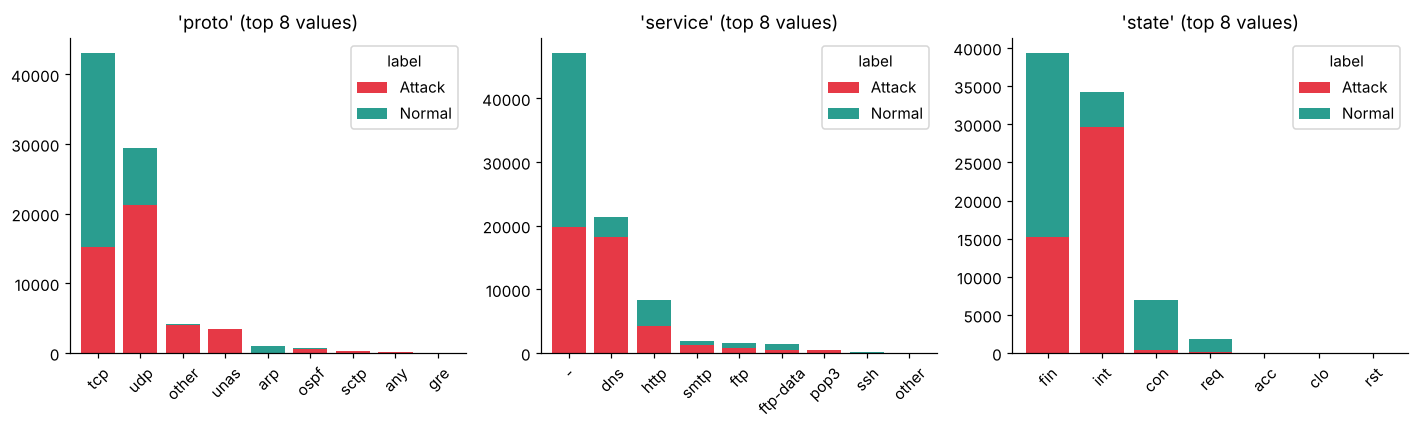 'proto' (top 8 values)
40000
30000
20000
10000
0
label
Attack
Normal
tcp
udp
other
unas
arp
ospf
sctp
any
gre
'service' (top 8 values)
40000
30000
20000
10000
0
label
Attack
Normal
-
dns
http
smtp
ftp
ftp-data
pop3
ssh
other
'state' (top 8 values)
40000
35000
30000
25000
20000
15000
10000
5000
0
label
Attack
Normal
fin
int
con
req
acc
clo
rst